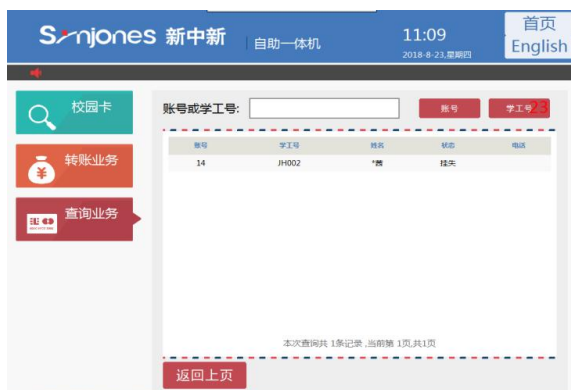 Synjones 新中新 自助一体机
11:09
2018-8-23,星期四
首页
English
校园卡
转账业务
查询业务
账号或学工号:
账号
学工号
23
账号 学工号 姓名 状态 电话
14 JH002 *茜 挂失
本次查询共 1条记录 ,当前第 1页,共1页
返回上页